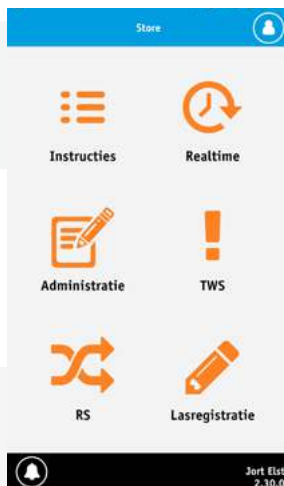 Store
Instructies
Realtime
Administratie
TWS
RS
Lasregistratie
Jort Elst
2.30.0